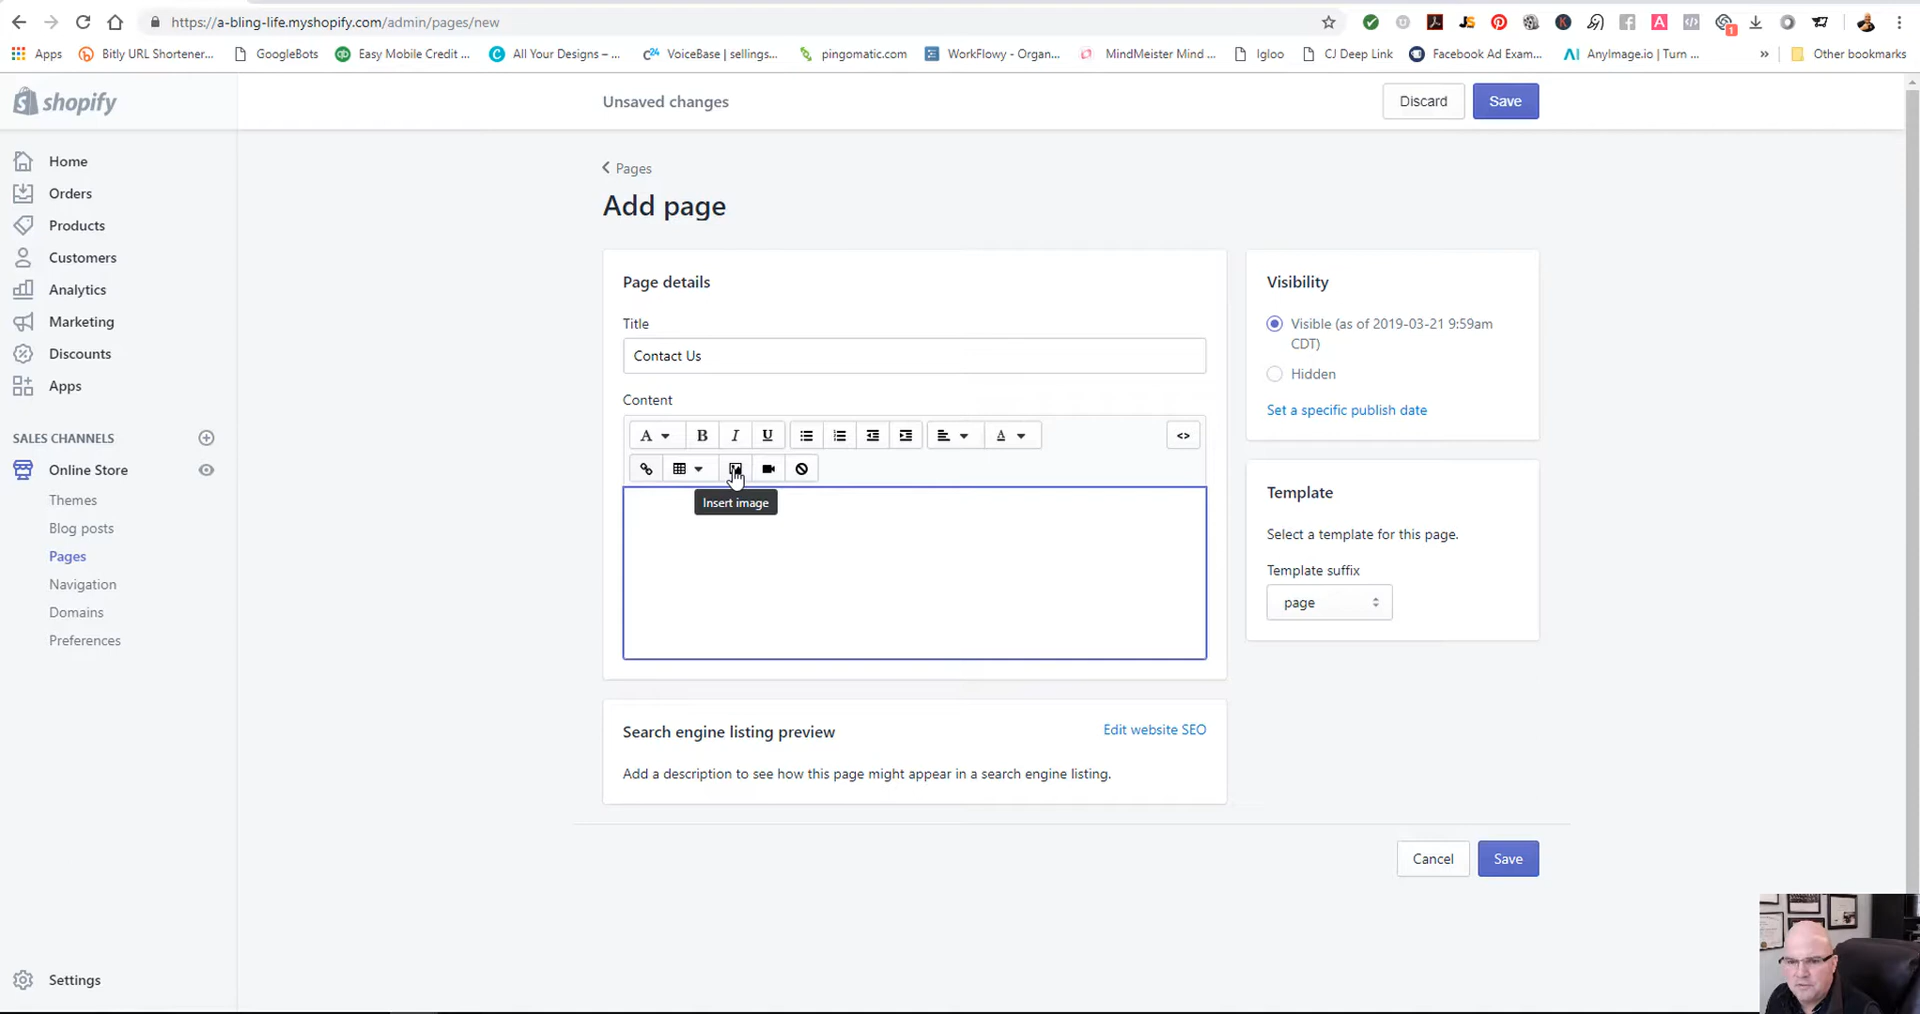 https://a-bling-life.myshopify.com/admin/pages/new
Apps
Bitly URL Shortener...
GoogleBots
Easy Mobile Credit ...
All Your Designs – ...
VoiceBase | sellings...
pingomatic.com
WorkFlowy - Organ...
MindMeister Mind ...
Igloo
CJ Deep Link
Facebook Ad Exam...
AnyImage.io | Turn ...
»
Other bookmarks
shopify
Unsaved changes
Discard
Save
Home
Orders
Products
Customers
Analytics
Marketing
Discounts
Apps
SALES CHANNELS
Online Store
Themes
Blog posts
Pages
Navigation
Domains
Preferences
Settings
Pages
Add page
Page details
Title
Contact Us
Content
A B I U A <>
Insert image
Search engine listing preview
Edit website SEO
Add a description to see how this page might appear in a search engine listing.
Visibility
Visible (as of 2019-03-21 9:59am
CDT)
Hidden
Set a specific publish date
Template
Select a template for this page.
Template suffix
page
Cancel
Save